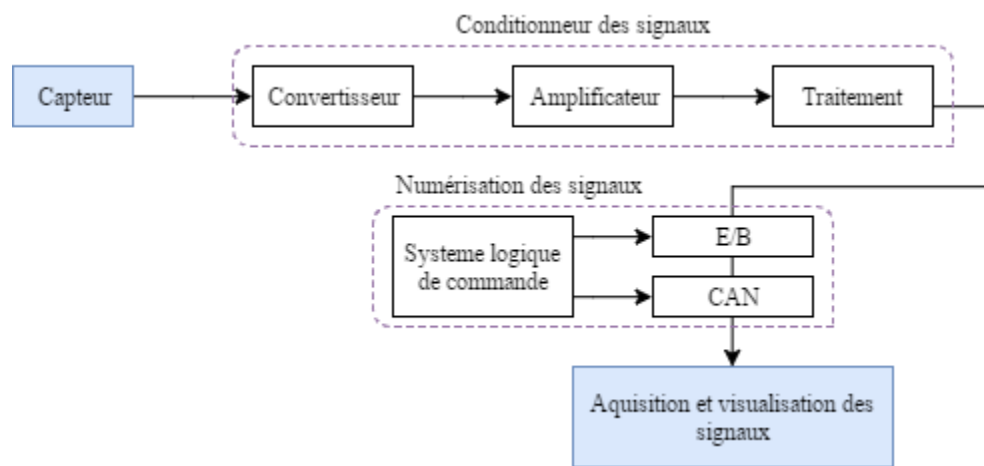 Conditionneur des signaux
Capteur
Convertisseur
Amplificateur
Traitement
Numérisation des signaux
Systeme logique
de commande
E/B
CAN
Aquisition et visualisation des
signaux